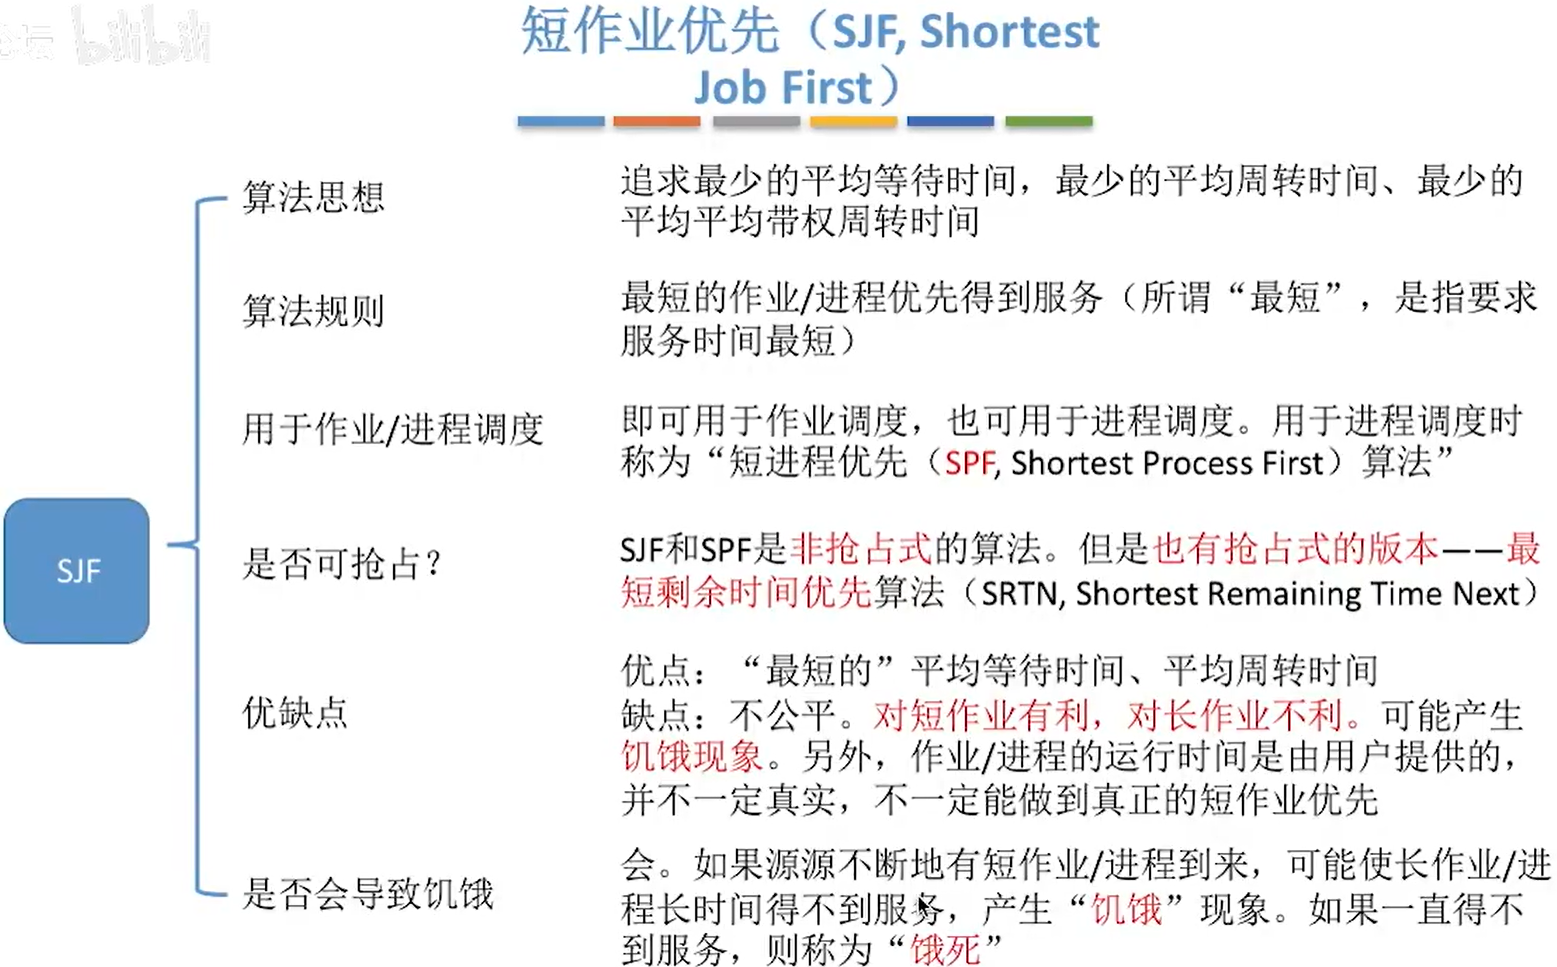 坛 bilibili
短作业优先（SJF, Shortest
Job First）
算法思想
追求最少的平均等待时间，最少的平均周转时间、最少的
平均平均带权周转时间
算法规则
最短的作业/进程优先得到服务（所谓“最短”，是指要求
服务时间最短）
用于作业/进程调度
即可用于作业调度，也可用于进程调度。用于进程调度时
称为“短进程优先（SPF, Shortest Process First）算法”
SJF
是否可抢占？
SJF和SPF是非抢占式的算法。但是也有抢占式的版本——最
短剩余时间优先算法（SRTN, Shortest Remaining Time Next）
优缺点
优点：“最短的”平均等待时间、平均周转时间
缺点：不公平。对短作业有利，对长作业不利。可能产生
饥饿现象。另外，作业/进程的运行时间是由用户提供的，
并不一定真实，不一定能做到真正的短作业优先
是否会导致饥饿
会。如果源源不断地有短作业/进程到来，可能使长作业/进
程长时间得不到服务，产生“饥饿”现象。如果一直得不
到服务，则称为“饿死”